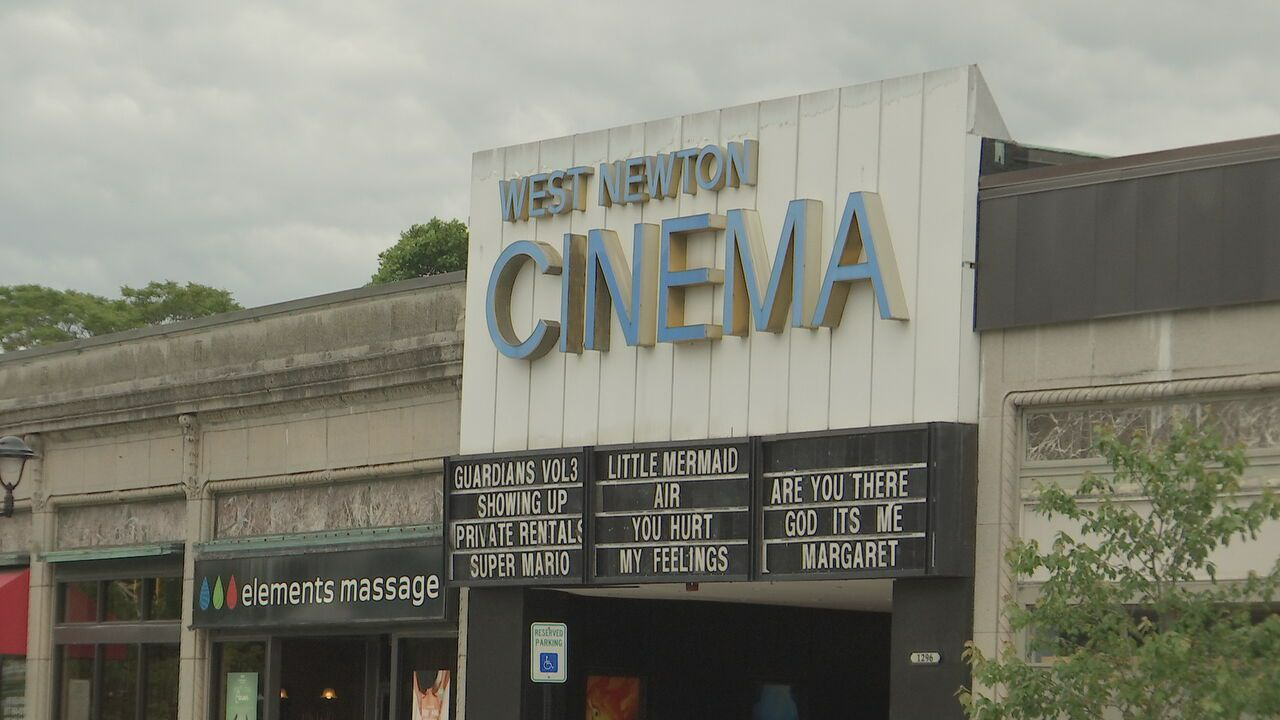 WEST NEWTON
CINEMA
GUARDIANS VOL3
SHOWING UP
PRIVATE RENTALS
SUPER MARIO
LITTLE MERMAID
AIR
YOU HURT
MY FEELINGS
ARE YOU THERE
GOD ITS ME
MARGARET
elements massage
RESERVED
PARKING
1296